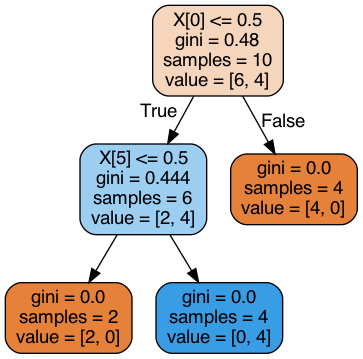 X[0] <= 0.5
gini = 0.48
samples = 10
value = [6, 4]
True
False
X[5] <= 0.5
gini = 0.444
samples = 6
value = [2, 4]
gini = 0.0
samples = 4
value = [4, 0]
gini = 0.0
samples = 2
value = [2, 0]
gini = 0.0
samples = 4
value = [0, 4]